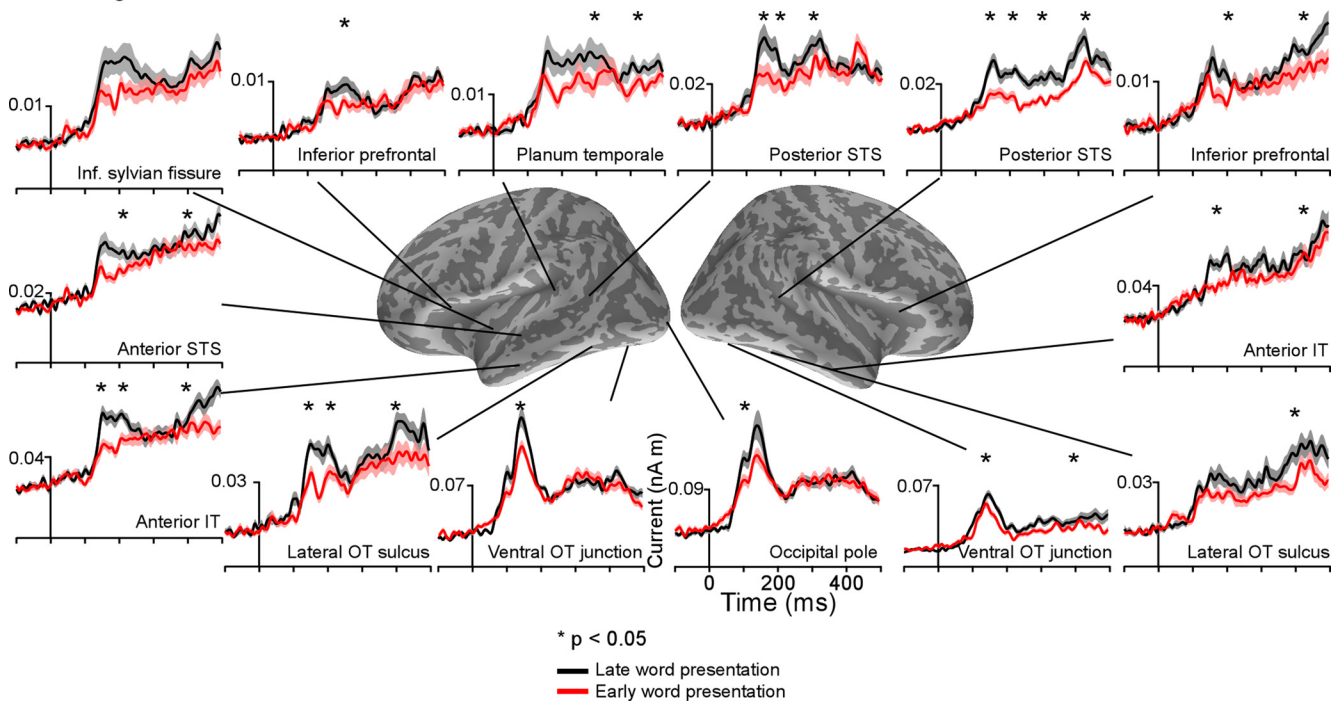 * * * * * * * * * * * * *
0.01
Inf. sylvian fissure
0.01
Inferior prefrontal
0.01
Planum temporale
0.02
Posterior STS
0.02
Posterior STS
0.01
Inferior prefrontal
* *
0.02
Anterior STS
* *
0.04
Anterior IT
* * *
0.04
Anterior IT
* * *
0.03
Lateral OT sulcus
*
0.07
Ventral OT junction
*
0.09
Current (nA m)
Occipital pole
0 200 400
Time (ms)
* *
0.07
Ventral OT junction
*
0.03
Lateral OT sulcus
* p < 0.05
Late word presentation
Early word presentation